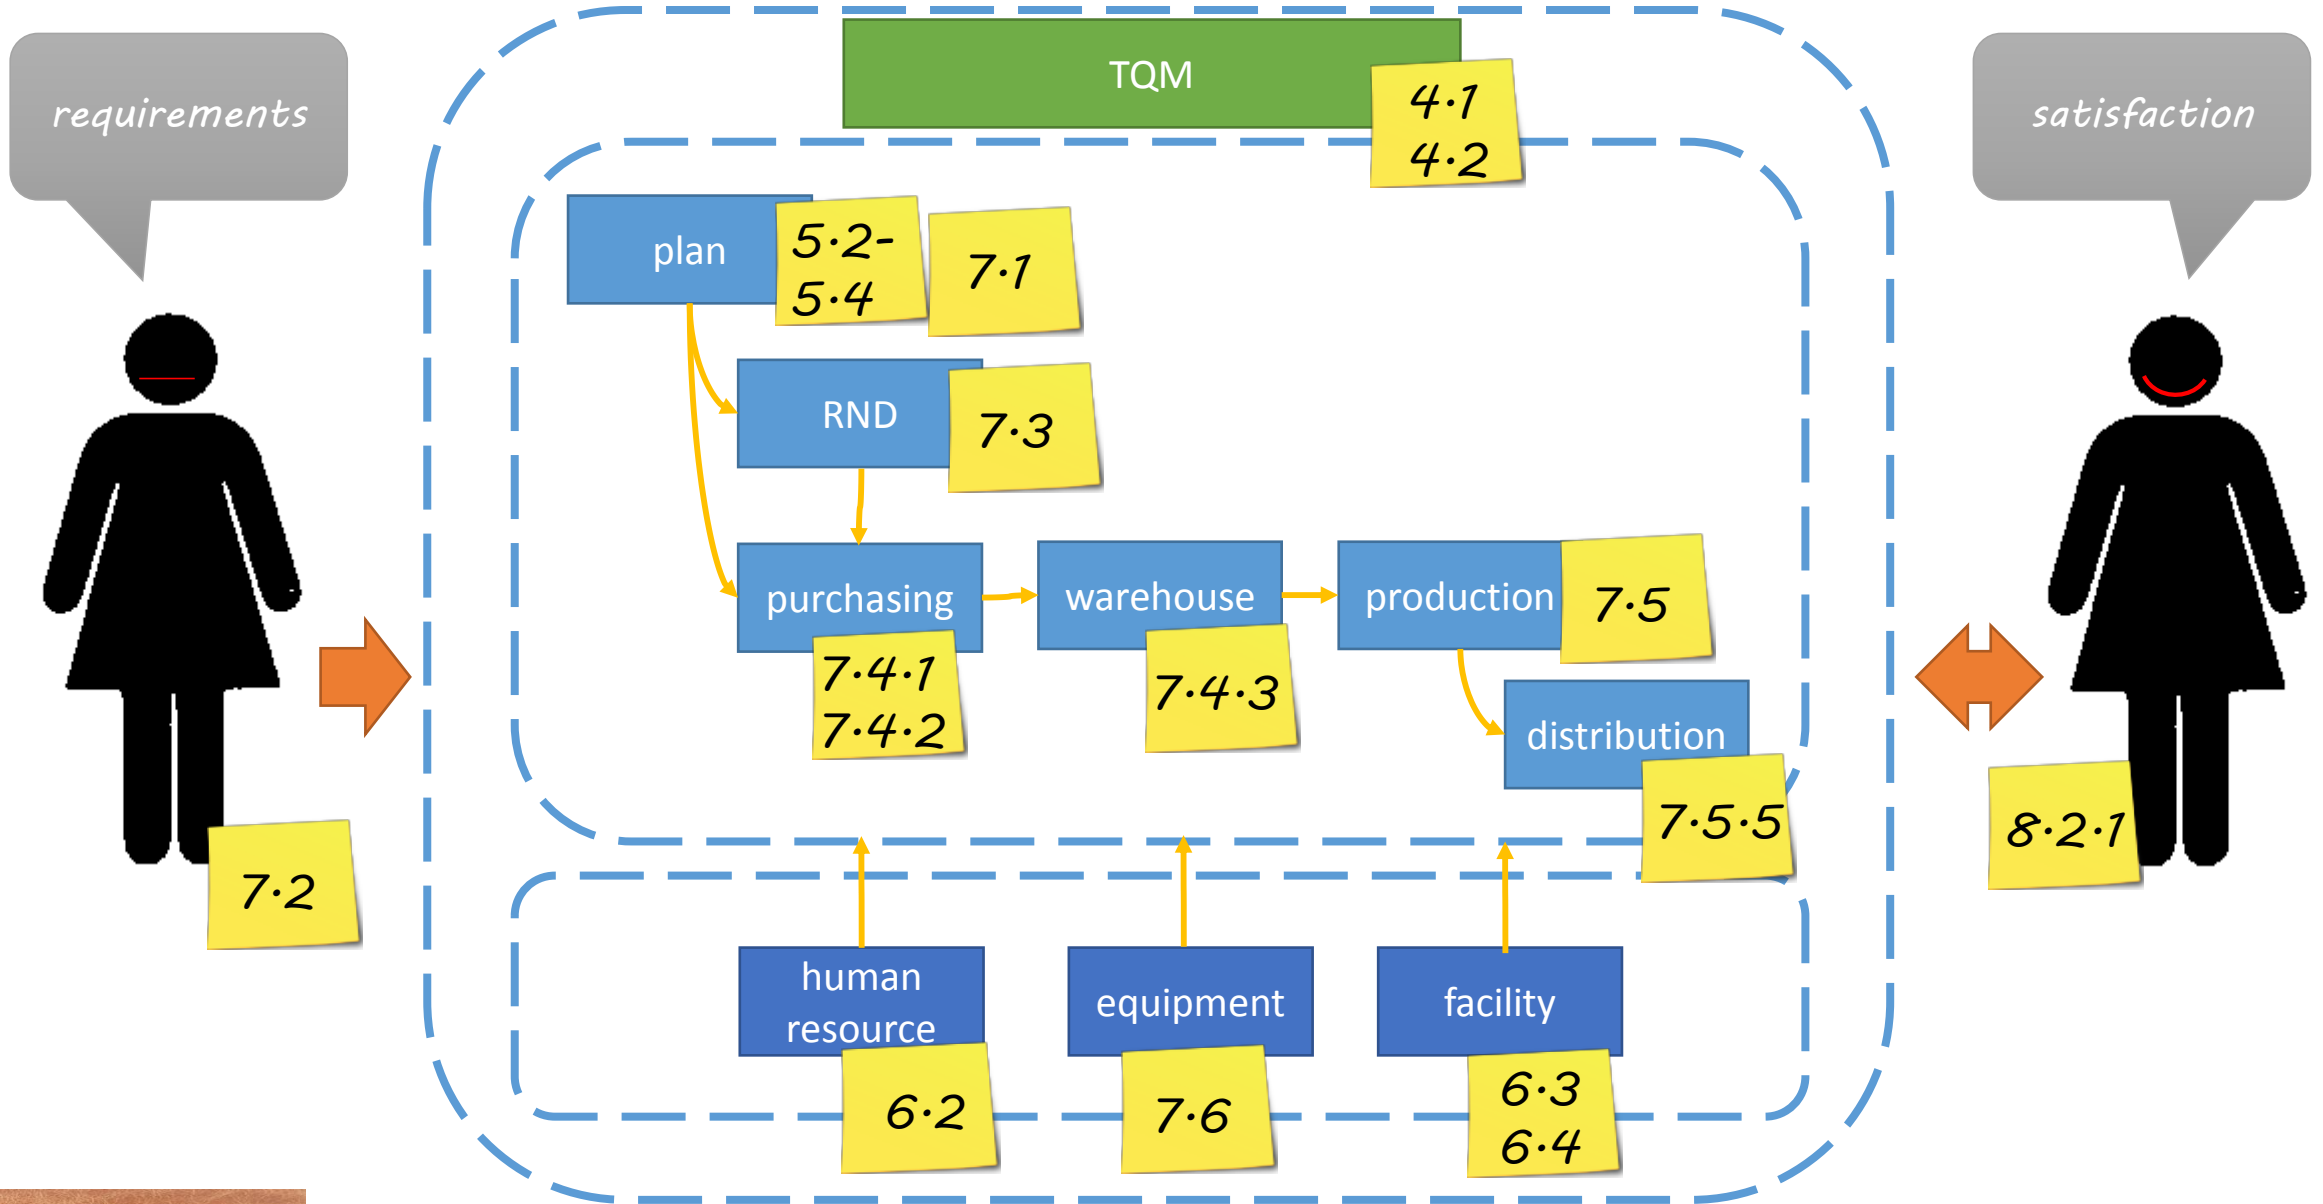 requirements
TQM
4.1
4.2
satisfaction
plan
5.2-
5.4
7.1
RND
7.3
purchasing
7.4.1
7.4.2
warehouse
7.4.3
production
7.5
distribution
7.5.5
7.2
8.2.1
human
resource
6.2
equipment
7.6
facility
6.3
6.4